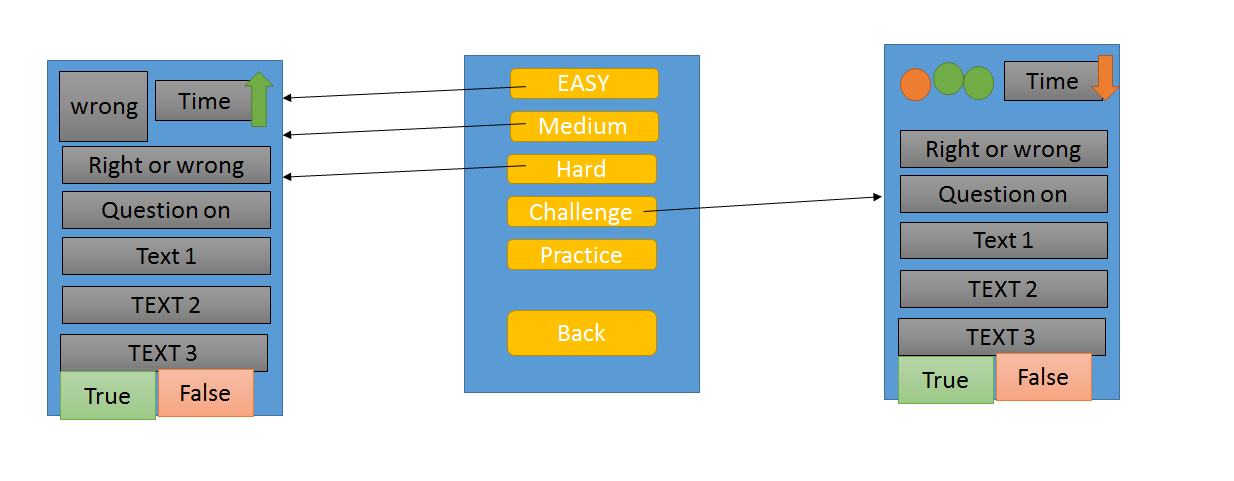 wrong
Time
Right or wrong
Question on
Text 1
TEXT 2
TEXT 3
True
False
EASY
Medium
Hard
Challenge
Practice
Back
Time
Right or wrong
Question on
Text 1
TEXT 2
TEXT 3
True
False